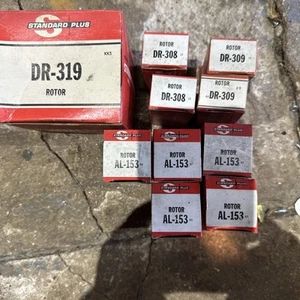 STANDARD PLUS
DR-319
ROTOR
ROTOR
DR-308
ROTOR
DR-309
ROTOR
DR-308
ROTOR
DR-309
ROTOR
AL-153
ROTOR
AL-153
ROTOR
AL-153
ROTOR
AL-153
ROTOR
AL-153